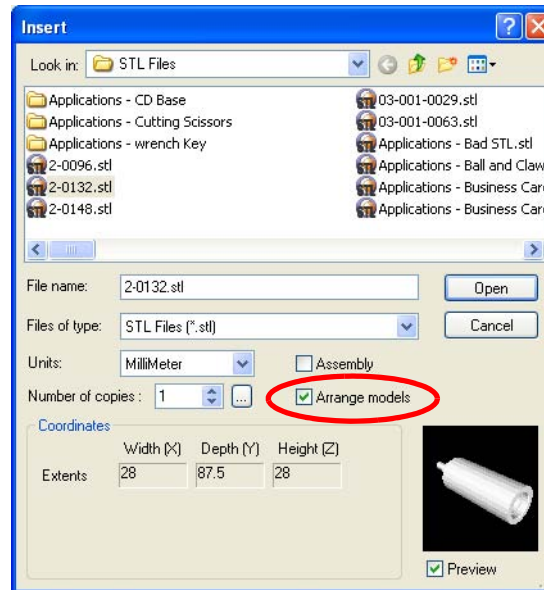 Insert
Look in: STL Files
Applications - CD Base
Applications - Cutting Scissors
Applications - wrench Key
2-0096.stl
2-0132.stl
2-0148.stl
03-001-0029.stl
03-001-0063.stl
Applications - Bad STL.stl
Applications - Ball and Claw
Applications - Business Car
Applications - Business Car
File name: 2-0132.stl Open
Files of type: STL Files (*.stl) Cancel
Units: MilliMeter Assembly
Number of copies : 1 ... Arrange models
Coordinates
Width (X) Depth (Y) Height (Z)
Extents 28 87.5 28
Preview